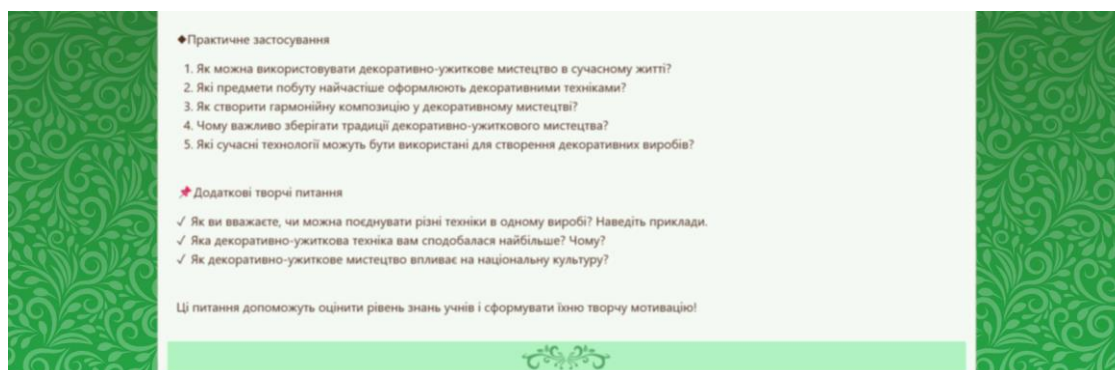 ◆Практичне застосування
1. Як можна використовувати декоративно-ужиткове мистецтво в сучасному житті?
2. Які предмети побуту найчастіше оформлюють декоративними техніками?
3. Як створити гармонійну композицію у декоративному мистецтві?
4. Чому важливо зберігати традиції декоративно-ужиткового мистецтва?
5. Які сучасні технології можуть бути використані для створення декоративних виробів?
📌 Додаткові творчі питання
✓ Як ви вважаєте, чи можна поєднувати різні техніки в одному виробі? Наведіть приклади.
✓ Яка декоративно-ужиткова техніка вам сподобалася найбільше? Чому?
✓ Як декоративно-ужиткове мистецтво впливає на національну культуру?
Ці питання допоможуть оцінити рівень знань учнів і сформувати їхню творчу мотивацію!